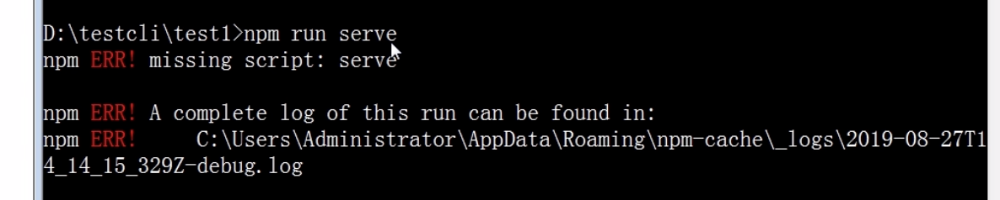 D:\testcli\test1>npm run serve
npm ERR! missing script: serve
npm ERR! A complete log of this run can be found in:
npm ERR!     C:\Users\Administrator\AppData\Roaming\npm-cache\_logs\2019-08-27T1
4_14_15_329Z-debug.log